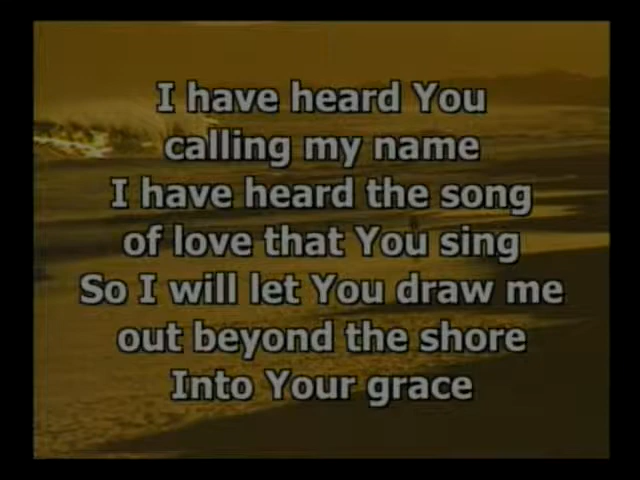 I have heard You
calling my name
I have heard the song
of love that You sing
So I will let You draw me
out beyond the shore
Into Your grace